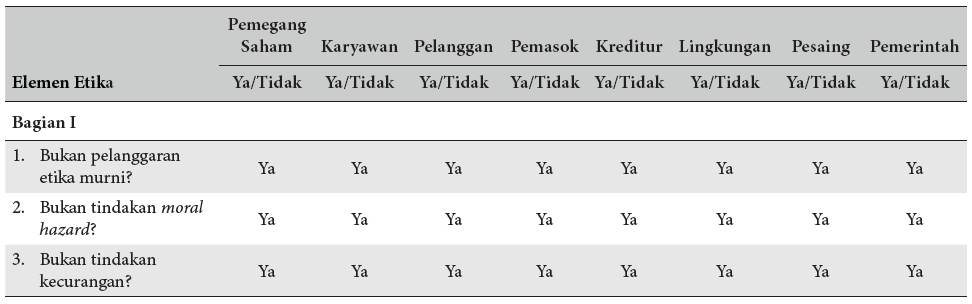 Pemegang
Saham Karyawan Pelanggan Pemasok Kreditur Lingkungan Pesaing Pemerintah
Elemen Etika Ya/Tidak Ya/Tidak Ya/Tidak Ya/Tidak Ya/Tidak Ya/Tidak Ya/Tidak Ya/Tidak
Bagian I
1. Bukan pelanggaran
etika murni? Ya Ya Ya Ya Ya Ya Ya Ya
2. Bukan tindakan moral
hazard? Ya Ya Ya Ya Ya Ya Ya Ya
3. Bukan tindakan
kecurangan? Ya Ya Ya Ya Ya Ya Ya Ya